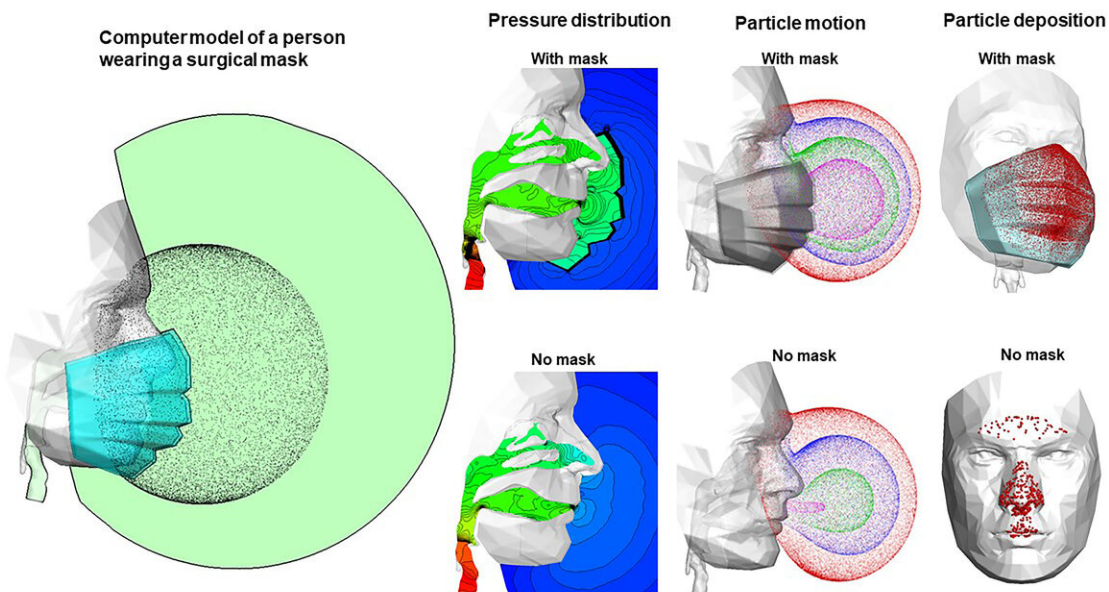 Computer model of a person
wearing a surgical mask
Pressure distribution
With mask
No mask
Particle motion
With mask
No mask
Particle deposition
With mask
No mask